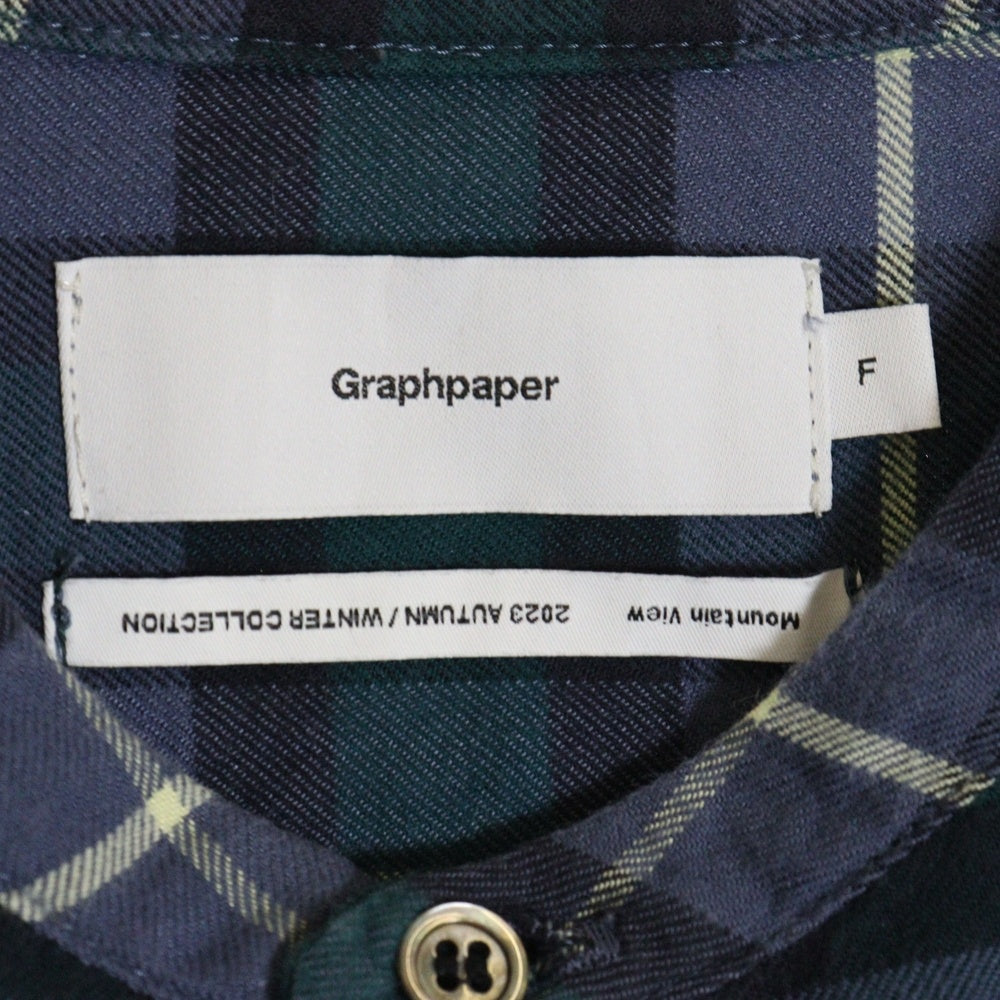 Graphpaper
F
Mountain View 2023 AUTUMN / WINTER COLLECTION